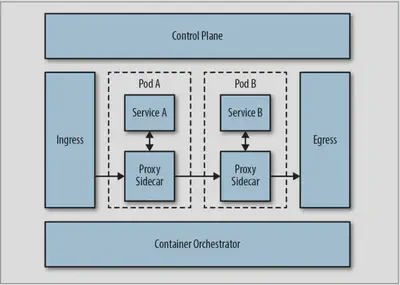 Control Plane
Pod A
Pod B
Ingress
Service A
Service B
Egress
Proxy
Sidecar
Proxy
Sidecar
Container Orchestrator